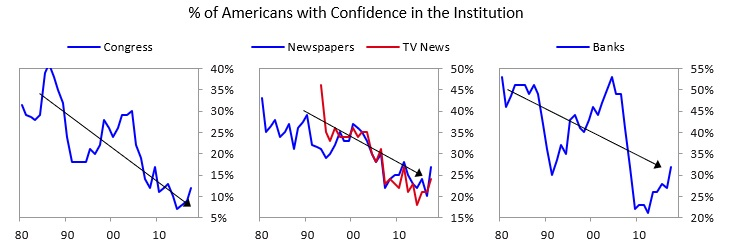 % of Americans with Confidence in the Institution
Congress
Newspapers TV News
Banks
40% 50% 55%
35% 45% 50%
30% 40% 45%
25% 35% 40%
20% 30% 35%
15% 25% 30%
10% 20% 25%
5% 15% 20%
80 90 00 10 80 90 00 10 80 90 00 10